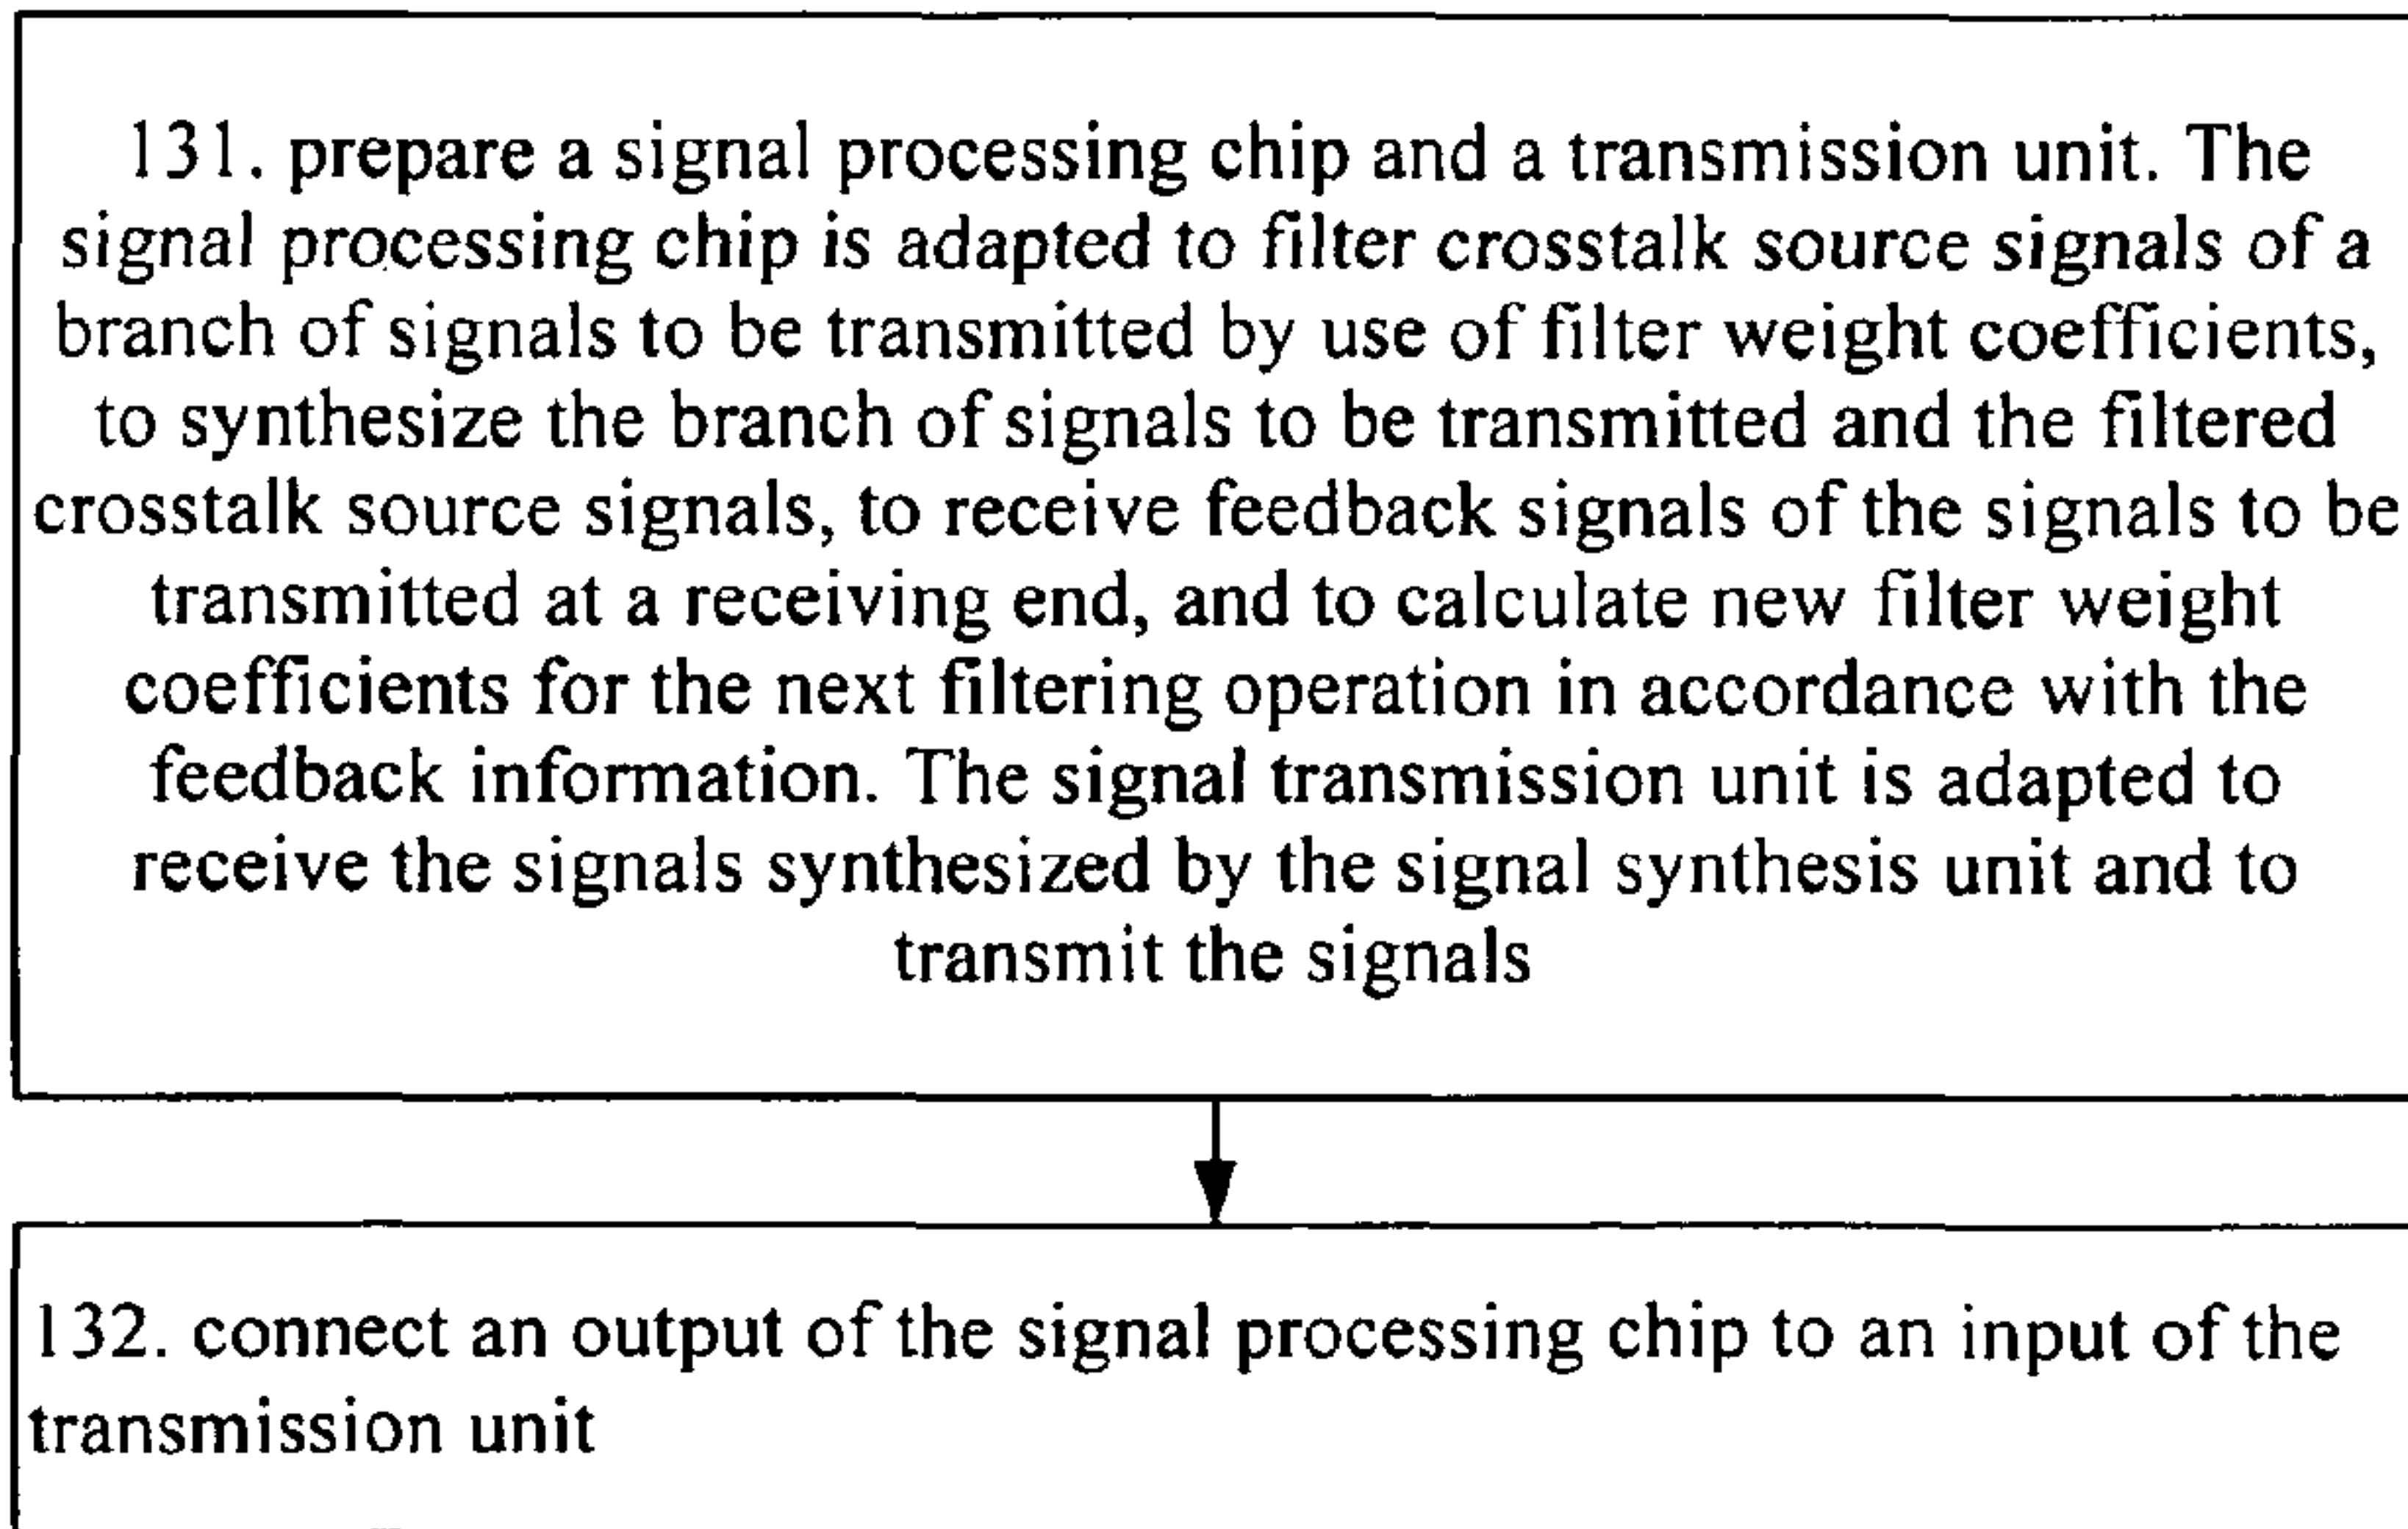 131. prepare a signal processing chip and a transmission unit. The
signal processing chip is adapted to filter crosstalk source signals of a
branch of signals to be transmitted by use of filter weight coefficients,
to synthesize the branch of signals to be transmitted and the filtered
crosstalk source signals, to receive feedback signals of the signals to be
transmitted at a receiving end, and to calculate new filter weight
coefficients for the next filtering operation in accordance with the
feedback information. The signal transmission unit is adapted to
receive the signals synthesized by the signal synthesis unit and to
transmit the signals
132. connect an output of the signal processing chip to an input of the
transmission unit